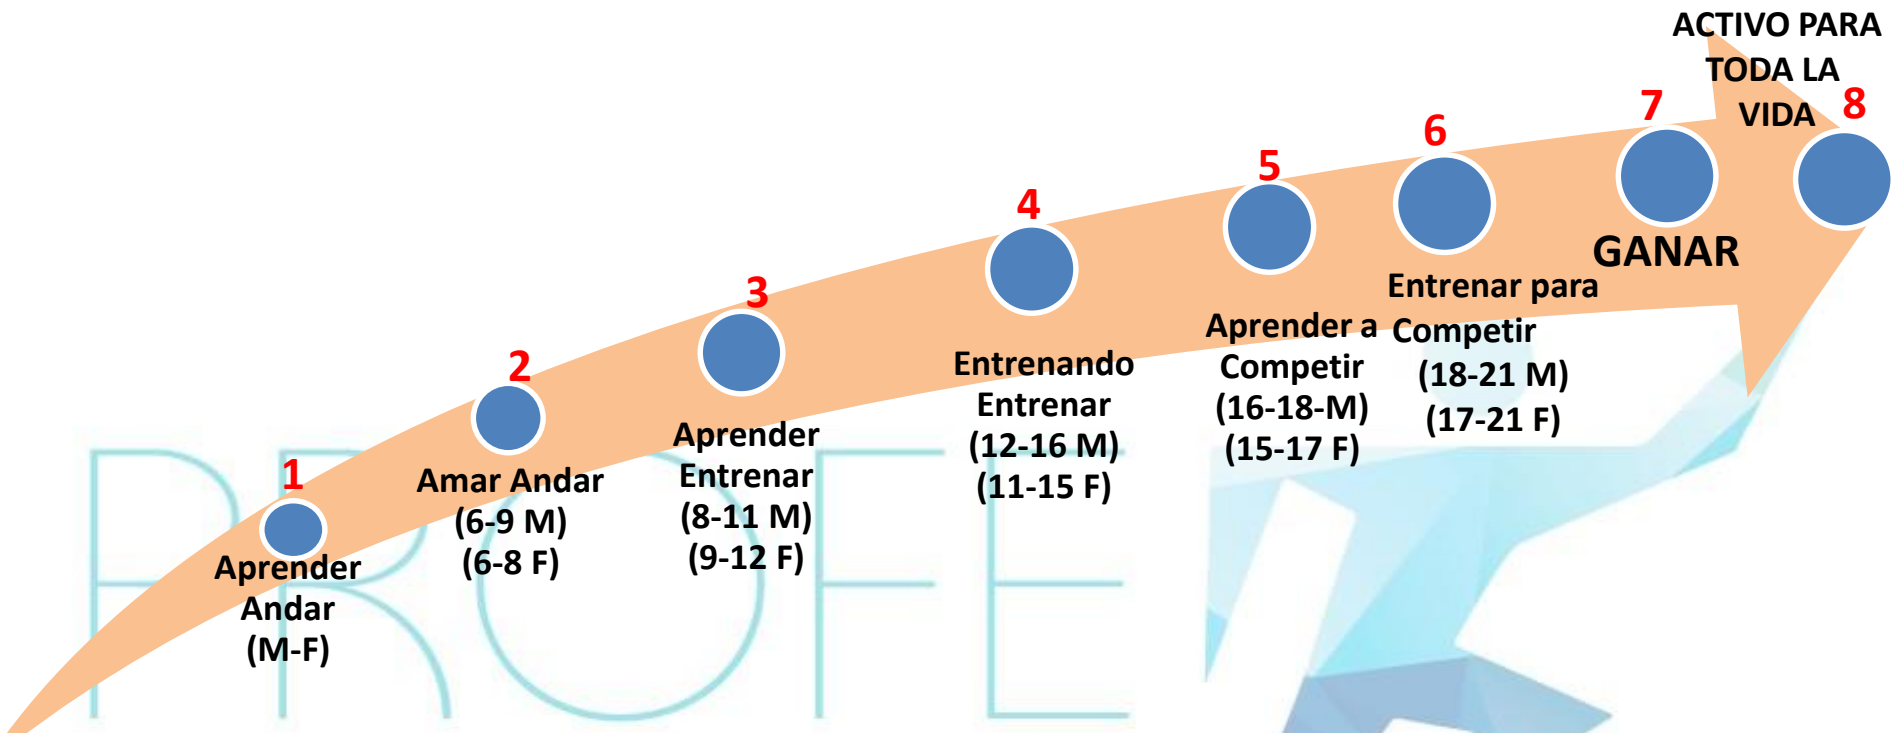 1
Aprender
Andar
(M-F)
2
Amar Andar
(6-9 M)
(6-8 F)
3
Aprender
Entrenar
(8-11 M)
(9-12 F)
4
Entrenando
Entrenar
(12-16 M)
(11-15 F)
5
Aprender a
Competir
(16-18-M)
(15-17 F)
6
Entrenar para
Competir
(18-21 M)
(17-21 F)
7
GANAR
ACTIVO PARA
TODA LA
VIDA
8
PROFE